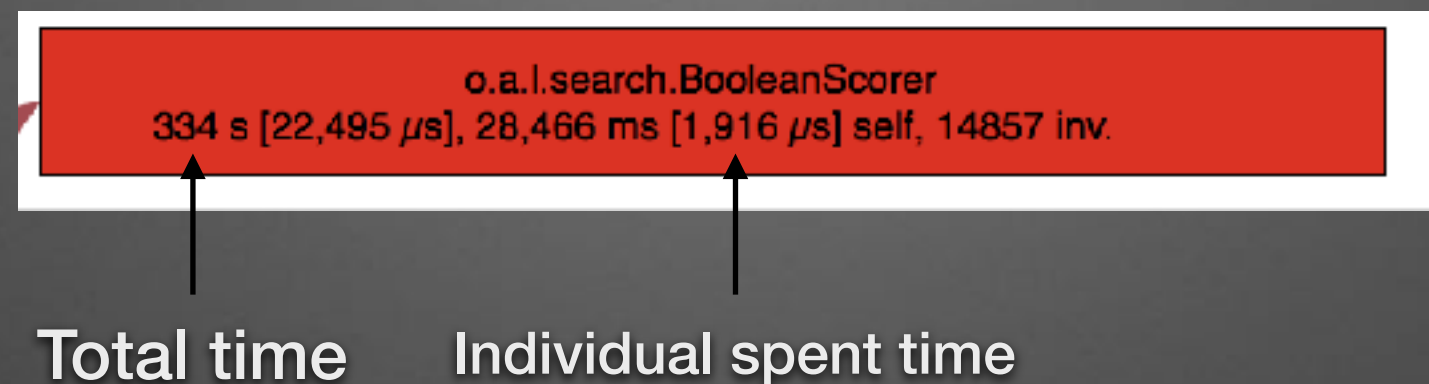 o.a.l.search.BooleanScorer
334 s [22,495 µs], 28,466 ms [1,916 µs] self, 14857 inv.
Total time
Individual spent time